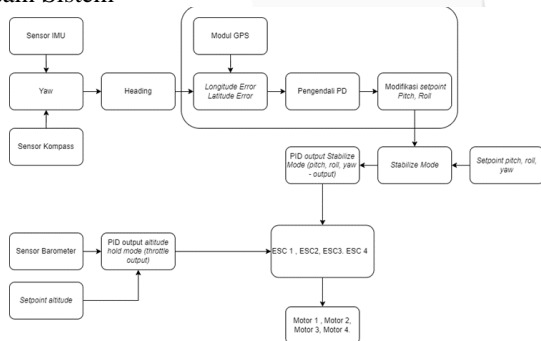 Sensor IMU
Modul GPS
Yaw
Heading
Longitude Error
Latitude Error
Pengendali PD
Modifikasi setpoint
Pitch, Roll
Sensor Kompass
PID output Stabilize
Mode (pitch, roll, yaw
- output)
Stabilize Mode
Setpoint pitch, roll,
yaw
Sensor Barometer
PID output altitude
hold mode (throttle
output)
ESC 1 , ESC2, ESC3. ESC 4
Setpoint altitude
Motor 1 , Motor 2,
Motor 3, Motor 4.